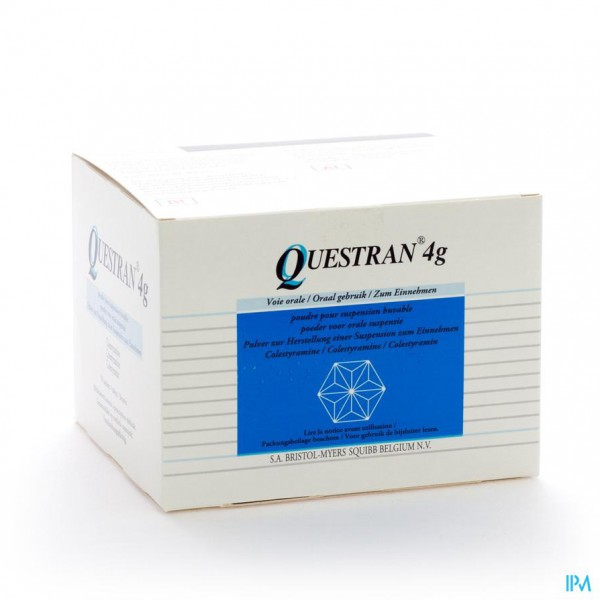 QUESTRAN® 4g
Voie orale / Oraal gebruik / Zum Einnehmen
poudre pour suspension buvable
poeder voor orale suspensie
Pulver zur Herstellung einer Suspension zum Einnehmen
Colestyramine / Colestyramine / Colestyramin
Lire la notice avant utilisation /
Packungsbeilage beachten / Voor gebruik de bijsluiter lezen
S.A. BRISTOL-MYERS SQUIBB BELGIUM N.V.
QUESTRAN® 4g
IPM